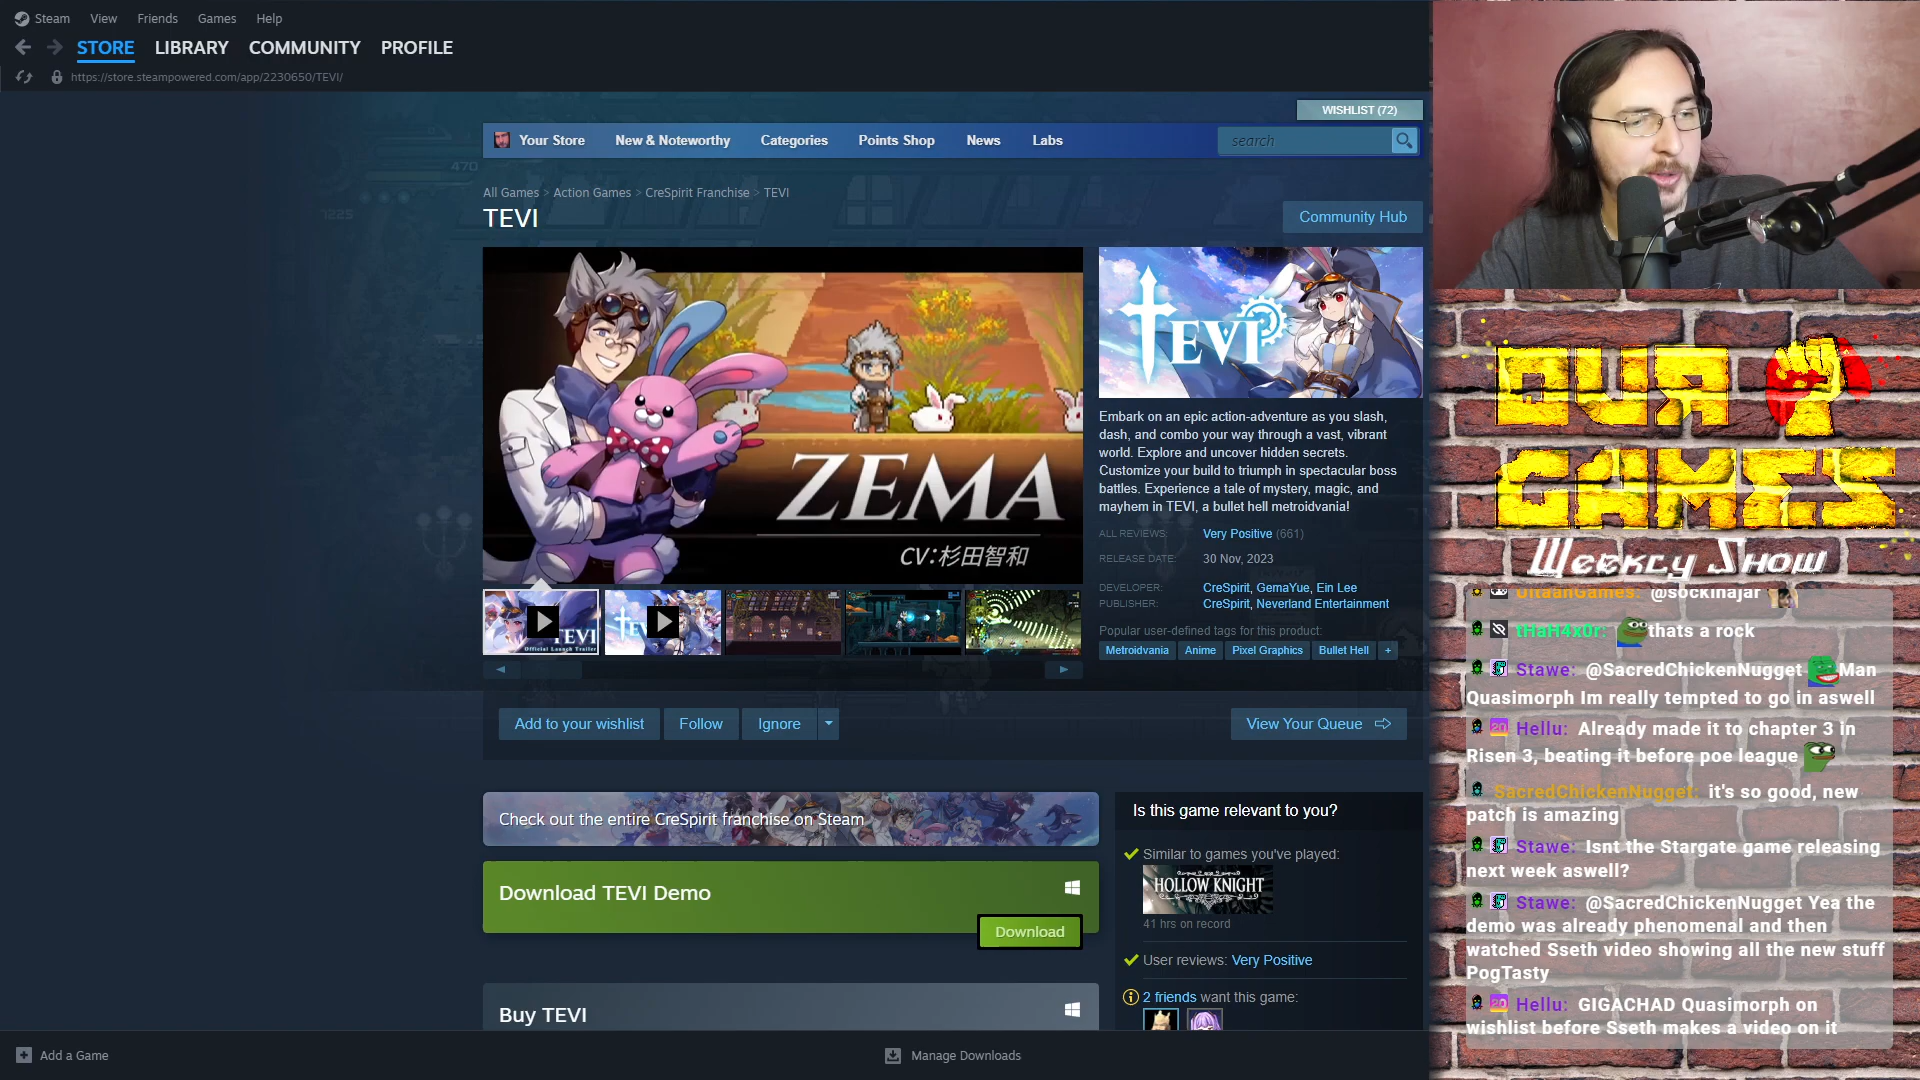 Steam View Friends Games Help
STORE LIBRARY COMMUNITY PROFILE
https://store.steampowered.com/app/2230650/TEVI/
WISHLIST (72)
Your Store New & Noteworthy Categories Points Shop News Labs search
470
1225
All Games > Action Games > CreSpirit Franchise > TEVI
TEVI
Community Hub
ZEMA
CV:杉田智和
TEVI
Official Launch Trailer
TEVI
Embark on an epic action-adventure as you slash,
dash, and combo your way through a vast, vibrant
world. Explore and uncover hidden secrets.
Customize your build to triumph in spectacular boss
battles. Experience a tale of mystery, magic, and
mayhem in TEVI, a bullet hell metroidvania!
ALL REVIEWS: Very Positive (661)
RELEASE DATE: 30 Nov, 2023
DEVELOPER: CreSpirit, GemaYue, Ein Lee
PUBLISHER: CreSpirit, Neverland Entertainment
Popular user-defined tags for this product:
Metroidvania Anime Pixel Graphics Bullet Hell +
Add to your wishlist Follow Ignore View Your Queue
Check out the entire CreSpirit franchise on Steam
Download TEVI Demo
Download
Buy TEVI
Is this game relevant to you?
Similar to games you've played:
HOLLOW KNIGHT
41 hrs on record
User reviews: Very Positive
2 friends want this game:
Add a Game Manage Downloads
OUR
GAMES
Weekly Show
UltaanGames: @sockinajar
tHaH4x0r: thats a rock
Stawe: @SacredChickenNugget Man
Quasimorph Im really tempted to go in aswell
Hellu: Already made it to chapter 3 in
Risen 3, beating it before poe league
SacredChickenNugget: it's so good, new
patch is amazing
Stawe: Isnt the Stargate game releasing
next week aswell?
Stawe: @SacredChickenNugget Yea the
demo was already phenomenal and then
watched Sseth video showing all the new stuff
PogTasty
Hellu: GIGACHAD Quasimorph on
wishlist before Sseth makes a video on it